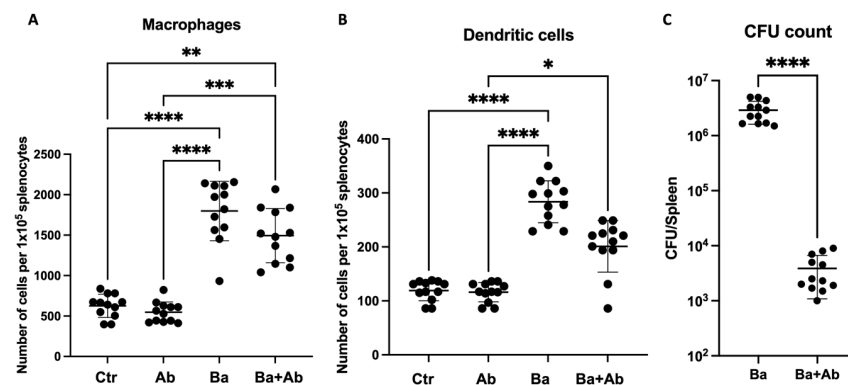 A
Macrophages
**
***
****
****
Number of cells per 1x10⁵ splenocytes
2500
2000
1500
1000
500
0
Ctr Ab Ba Ba+Ab
B
Dendritic cells
*
****
****
Number of cells per 1x10⁵ splenocytes
400
300
200
100
0
Ctr Ab Ba Ba+Ab
C
CFU count
****
CFU/Spleen
10⁷
10⁶
10⁵
10⁴
10³
10²
Ba Ba+Ab